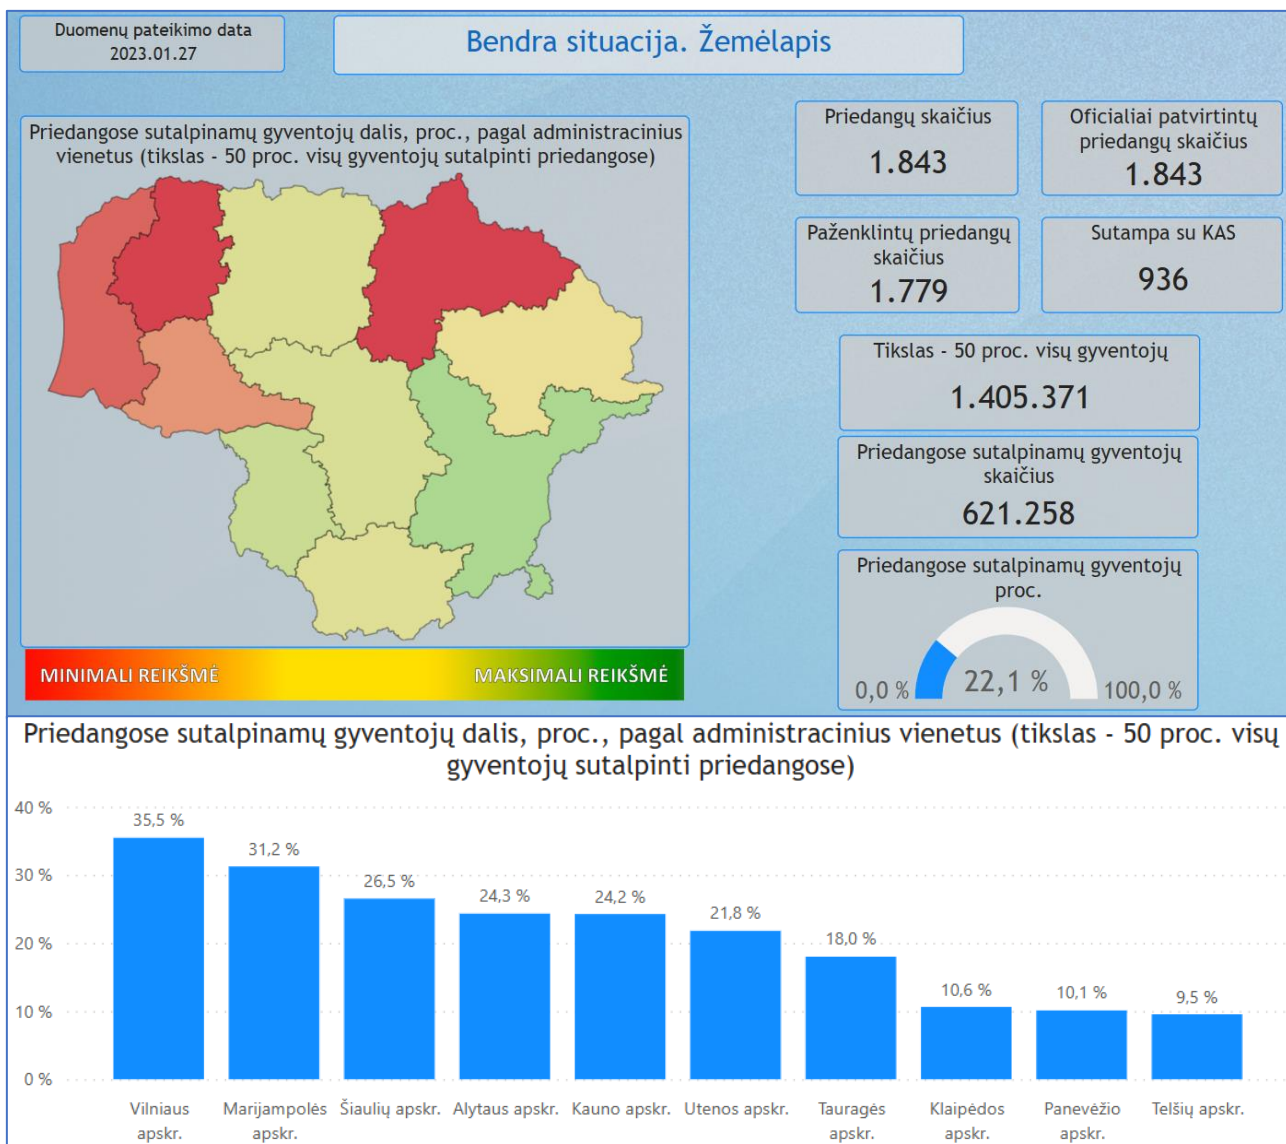 Duomenų pateikimo data
2023.01.27
Bendra situacija. Žemėlapis
Priedangose sutalpinamų gyventojų dalis, proc., pagal administracinius
vienetus (tikslas - 50 proc. visų gyventojų sutalpinti priedangose)
MINIMALI REIKŠMĖ
MAKSIMALI REIKŠMĖ
Priedangų skaičius
1.843
Oficialiai patvirtintų
priedangų skaičius
1.843
Paženklintų priedangų
skaičius
1.779
Sutampa su KAS
936
Tikslas - 50 proc. visų gyventojų
1.405.371
Priedangose sutalpinamų gyventojų
skaičius
621.258
Priedangose sutalpinamų gyventojų
proc.
0,0 %
22,1 %
100,0 %
Priedangose sutalpinamų gyventojų dalis, proc., pagal administracinius vienetus (tikslas - 50 proc. visų
gyventojų sutalpinti priedangose)
40 %
30 %
20 %
10 %
0 %
35,5 %
31,2 %
26,5 %
24,3 %
24,2 %
21,8 %
18,0 %
10,6 %
10,1 %
9,5 %
Vilniaus
apskr.
Marijampolės
apskr.
Šiaulių apskr.
Alytaus apskr.
Kauno apskr.
Utenos apskr.
Tauragės
apskr.
Klaipėdos
apskr.
Panevėžio
apskr.
Telšių apskr.